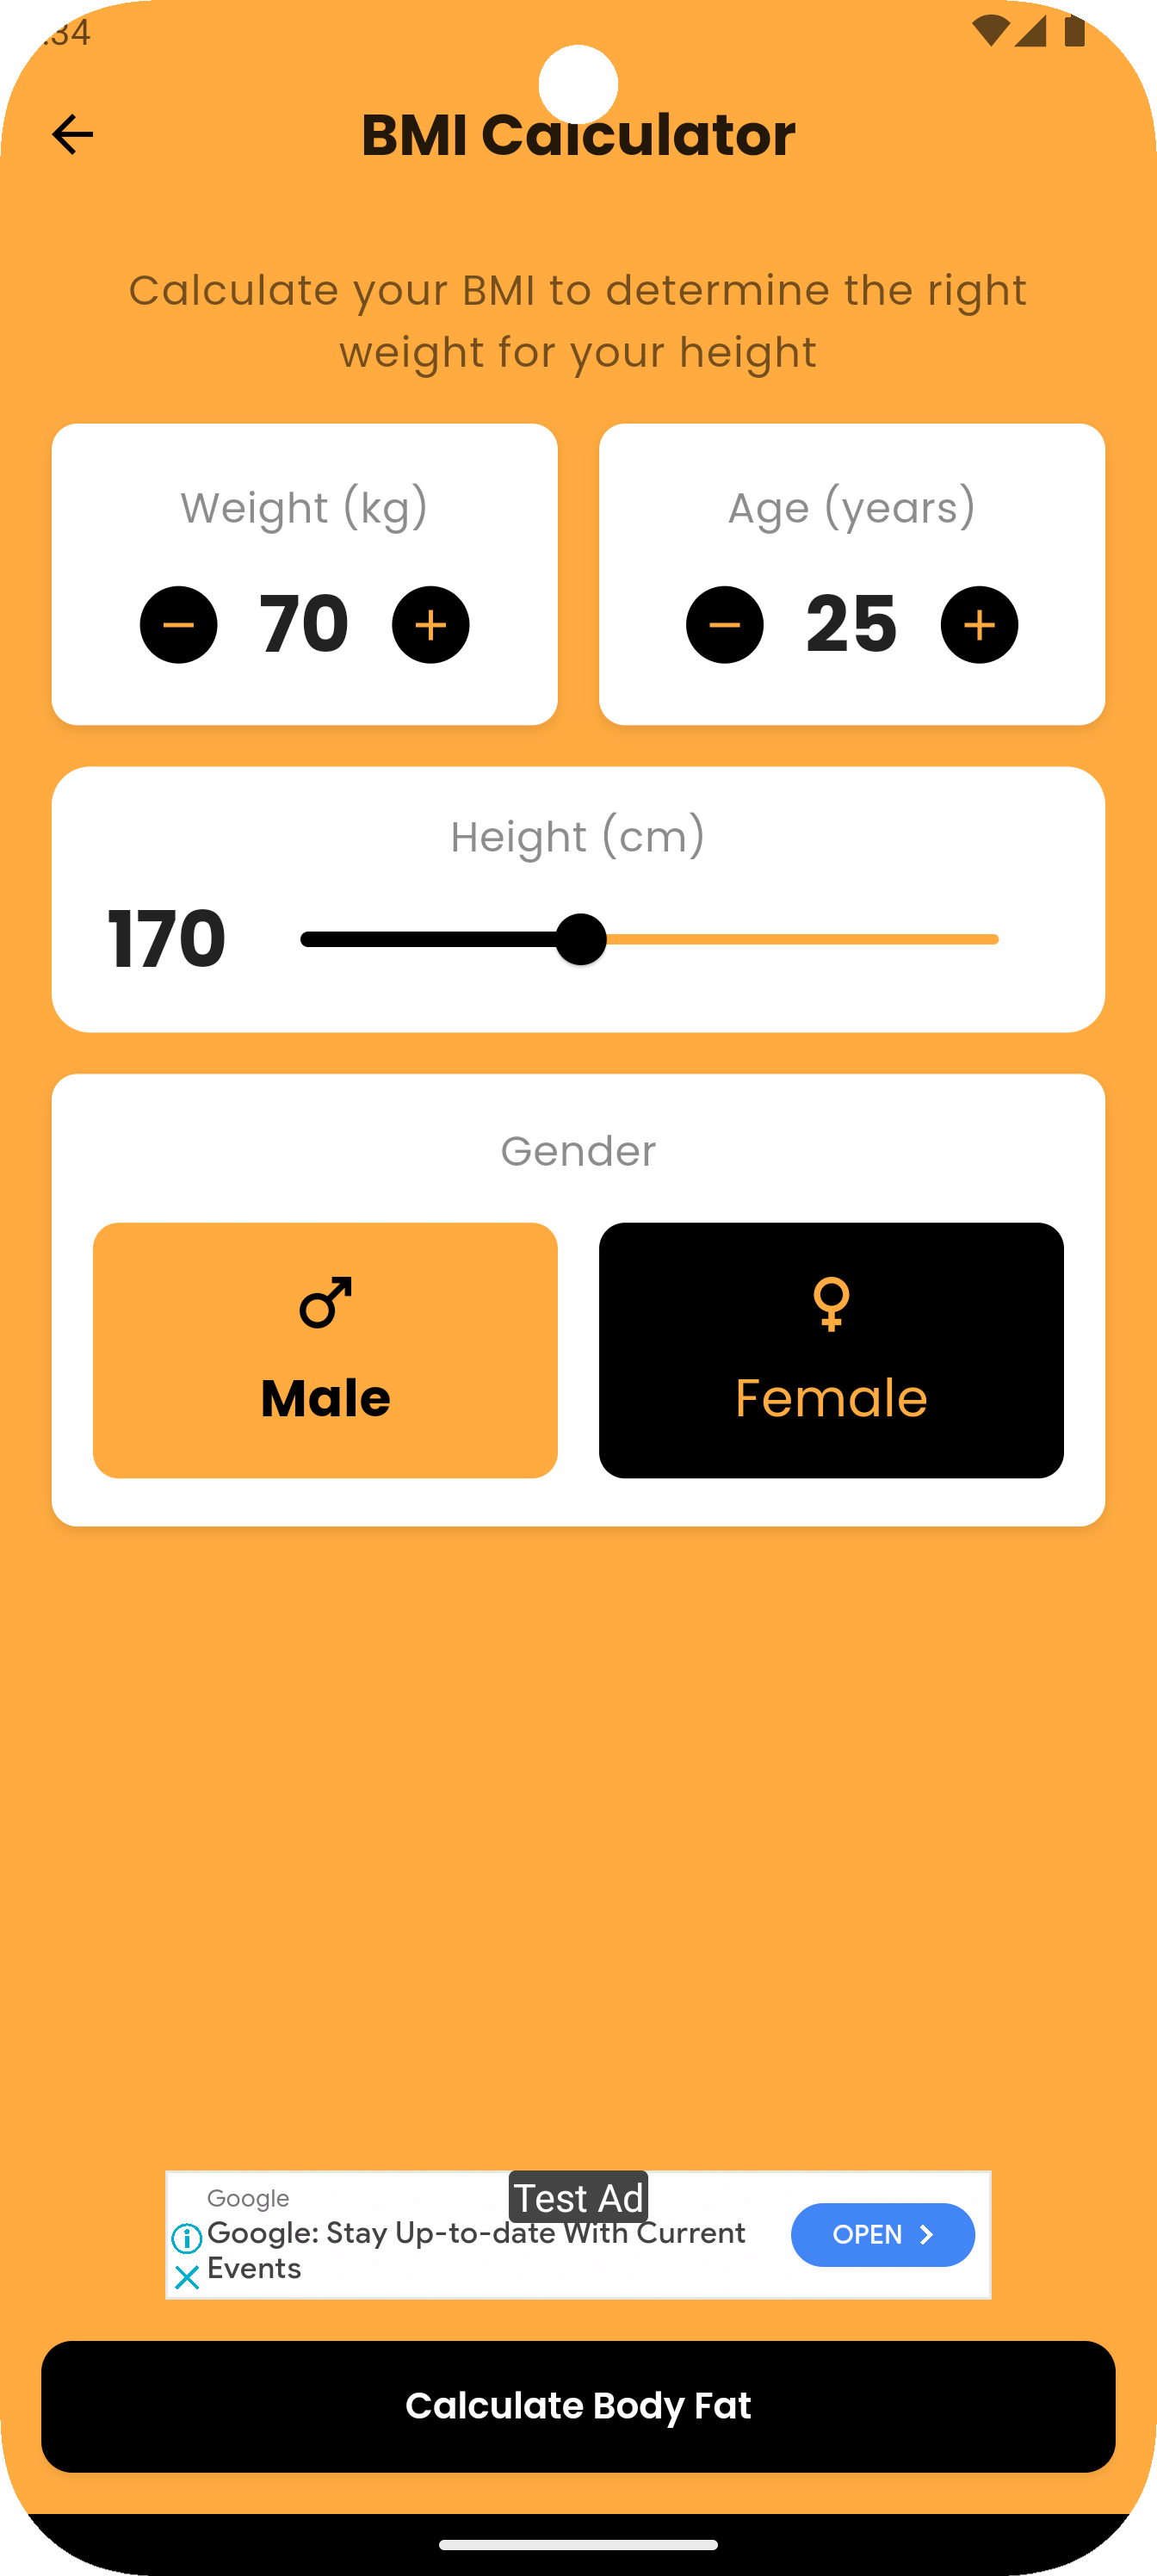 :34
BMI Calculator
Calculate your BMI to determine the right
weight for your height
Weight (kg)
Age (years)
70
25
Height (cm)
170
Gender
Male
Female
Test Ad
Google
Google: Stay Up-to-date With Current
Events
OPEN
Calculate Body Fat